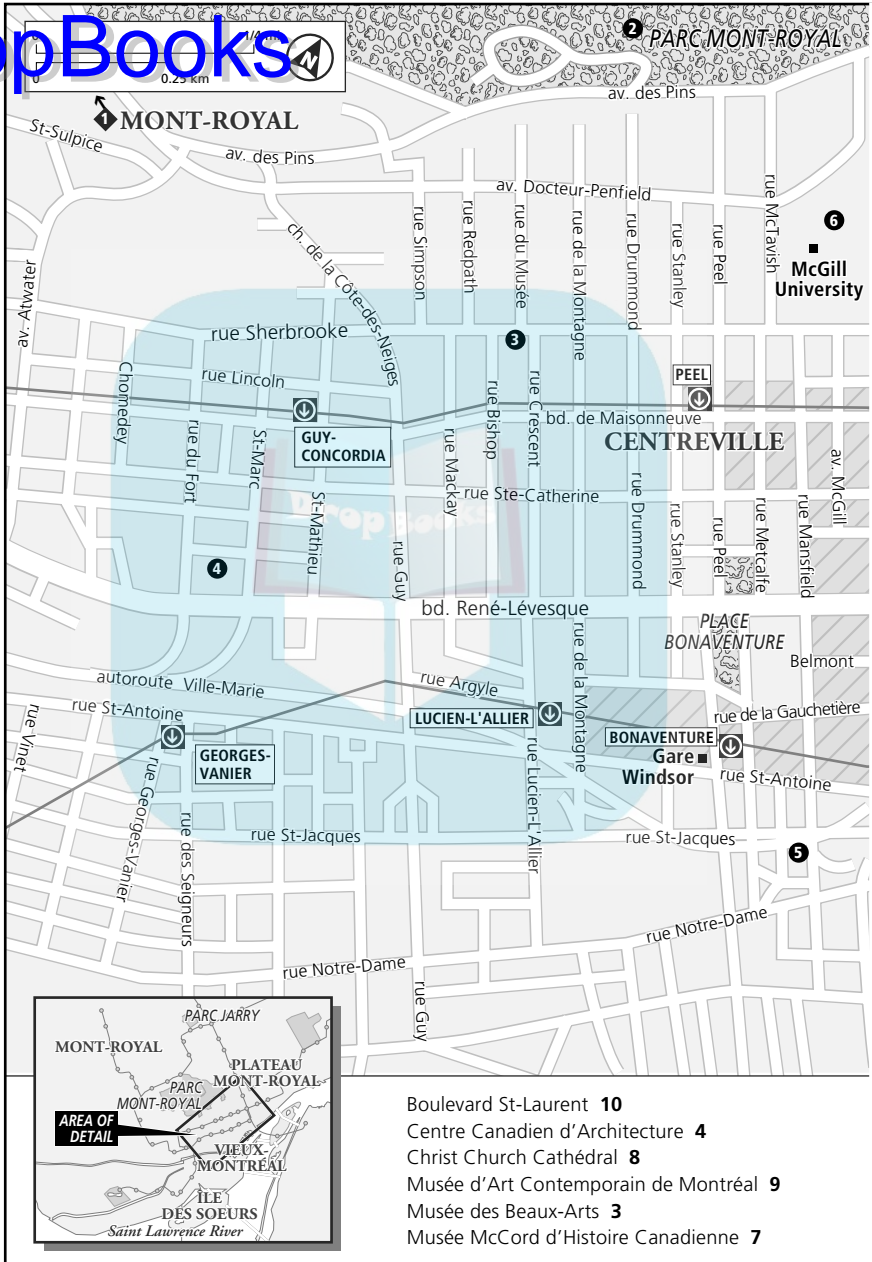 opBooks
0 1/4 mi
0 0.25 km
N
2 PARC MONT-ROYAL
1 MONT-ROYAL
av. des Pins
St-Sulpice
av. des Pins
av. Docteur-Penfield
rue McTavish
6
McGill
University
av. Atwater
ch. de la Côte-des-Neiges
rue Simpson
rue Redpath
rue du Musée
rue de la Montagne
rue Drummond
rue Stanley
rue Peel
rue Sherbrooke
3
rue Lincoln
Chomedey
GUY-
CONCORDIA
PEEL
bd. de Maisonneuve
CENTREVILLE
rue du Fort
St-Marc
St-Mathieu
rue Mackay
rue Bishop
rue Crescent
rue Ste-Catherine
DropBooks
rue Drummond
rue Stanley
rue Peel
rue Metcalfe
rue Mansfield
av. McGill
4
rue Guy
bd. René-Lévesque
PLACE
BONAVENTURE
Belmont
autoroute Ville-Marie
rue Argyle
rue de la Montagne
rue St-Antoine
LUCIEN-L'ALLIER
rue de la Gauchetière
BONAVENTURE
Gare
Windsor
rue St-Antoine
rue Vinet
GEORGES-
VANIER
rue Georges-Vanier
rue des Seigneurs
rue Lucien-L'Allier
rue St-Jacques
rue St-Jacques
5
rue Notre-Dame
rue Notre-Dame
rue Guy
PARC JARRY
MONT-ROYAL
PLATEAU
MONT-ROYAL
PARC
MONT-ROYAL
AREA OF
DETAIL
VIEUX-
MONTRÉAL
ÎLE
DES SOEURS
Saint Lawrence River
Boulevard St-Laurent 10
Centre Canadien d’Architecture 4
Christ Church Cathédral 8
Musée d’Art Contemporain de Montréal 9
Musée des Beaux-Arts 3
Musée McCord d’Histoire Canadienne 7